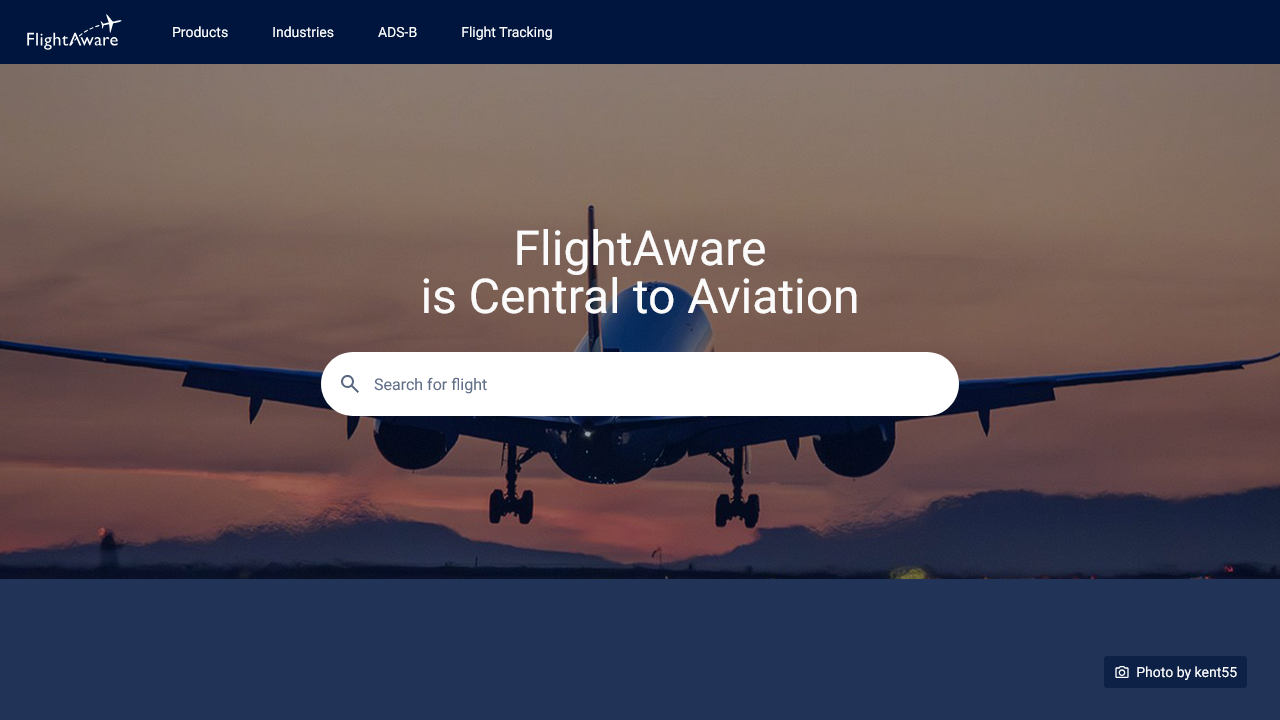 FlightAware
Products
Industries
ADS-B
Flight Tracking
FlightAware
is Central to Aviation
Search for flight
Photo by kent55